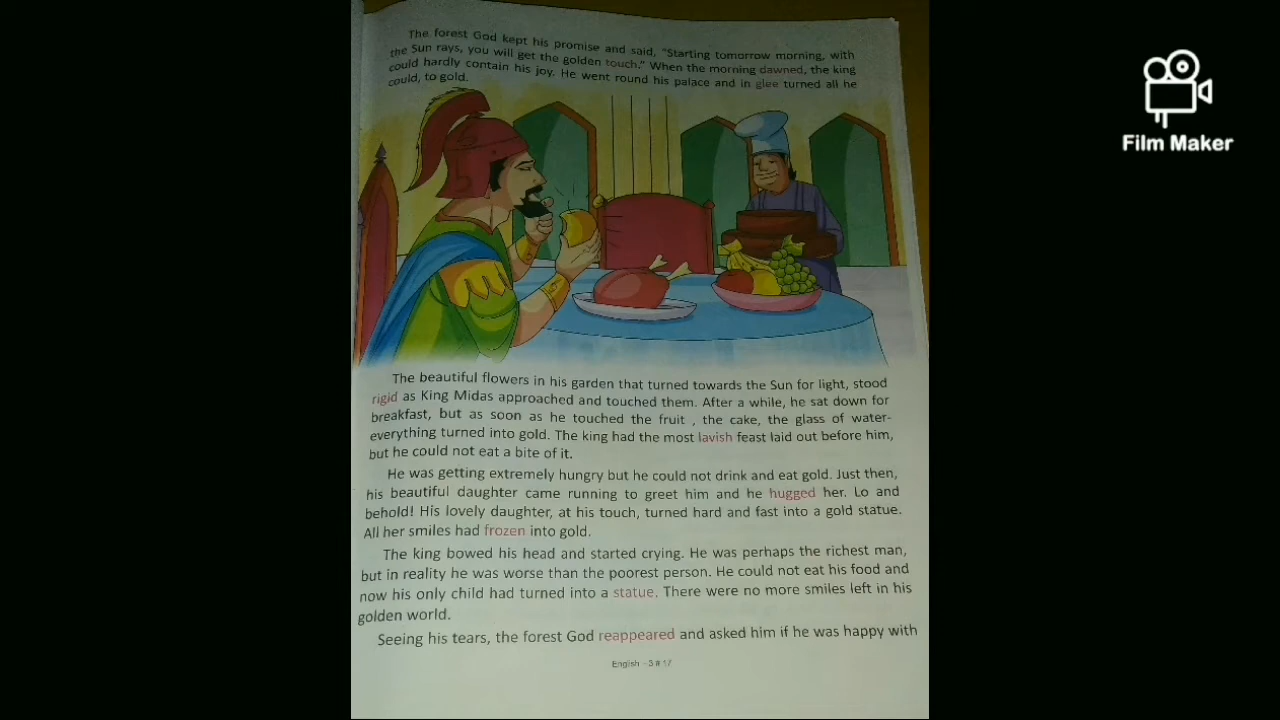 The forest God kept his promise and said, "Starting tomorrow morning, with
the Sun rays, you will get the golden touch." When the morning dawned, the king
could hardly contain his joy. He went round his palace and in glee turned all he
could, to gold.
Film Maker
The beautiful flowers in his garden that turned towards the Sun for light, stood
rigid as King Midas approached and touched them. After a while, he sat down for
breakfast, but as soon as he touched the fruit , the cake, the glass of water-
everything turned into gold. The king had the most lavish feast laid out before him,
but he could not eat a bite of it.
He was getting extremely hungry but he could not drink and eat gold. Just then,
his beautiful daughter came running to greet him and he hugged her. Lo and
behold! His lovely daughter, at his touch, turned hard and fast into a gold statue.
All her smiles had frozen into gold.
The king bowed his head and started crying. He was perhaps the richest man,
but in reality he was worse than the poorest person. He could not eat his food and
now his only child had turned into a statue. There were no more smiles left in his
golden world.
Seeing his tears, the forest God reappeared and asked him if he was happy with
English - 3 # 17